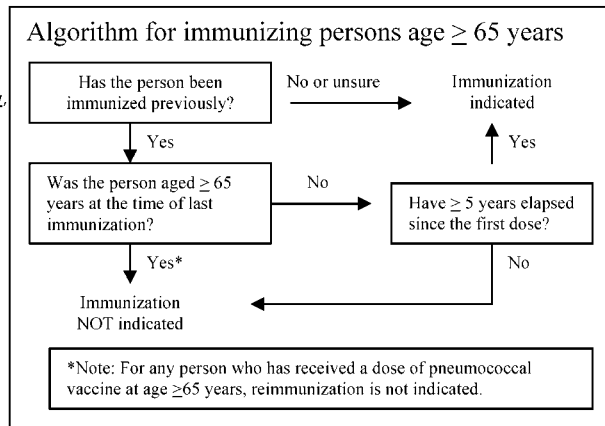 Algorithm for immunizing persons age ≥ 65 years
Has the person been
immunized previously?
No or unsure
Immunization
indicated
Yes
Yes
Was the person aged ≥ 65
years at the time of last
immunization?
No
Have ≥ 5 years elapsed
since the first dose?
Yes*
No
Immunization
NOT indicated
*Note: For any person who has received a dose of pneumococcal
vaccine at age ≥65 years, reimmunization is not indicated.